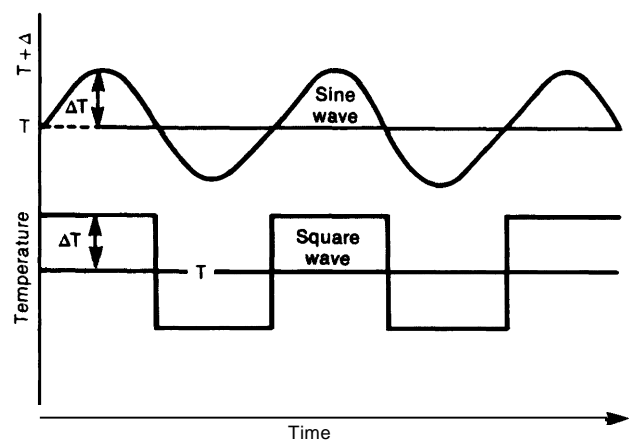 T + Δ
ΔT
T
Sine
wave
Temperature
ΔT
T
Square
wave
Time